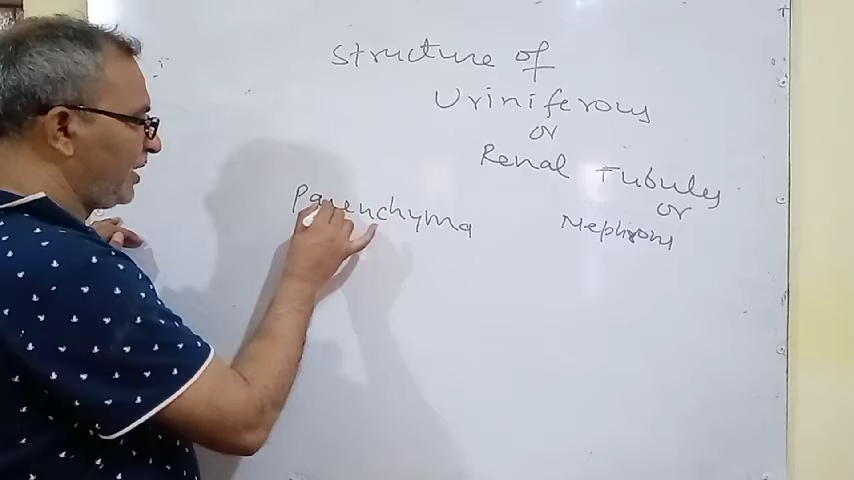 Structure of
Uriniferous
or
Renal Tubules
or
Nephrons
Parenchyma